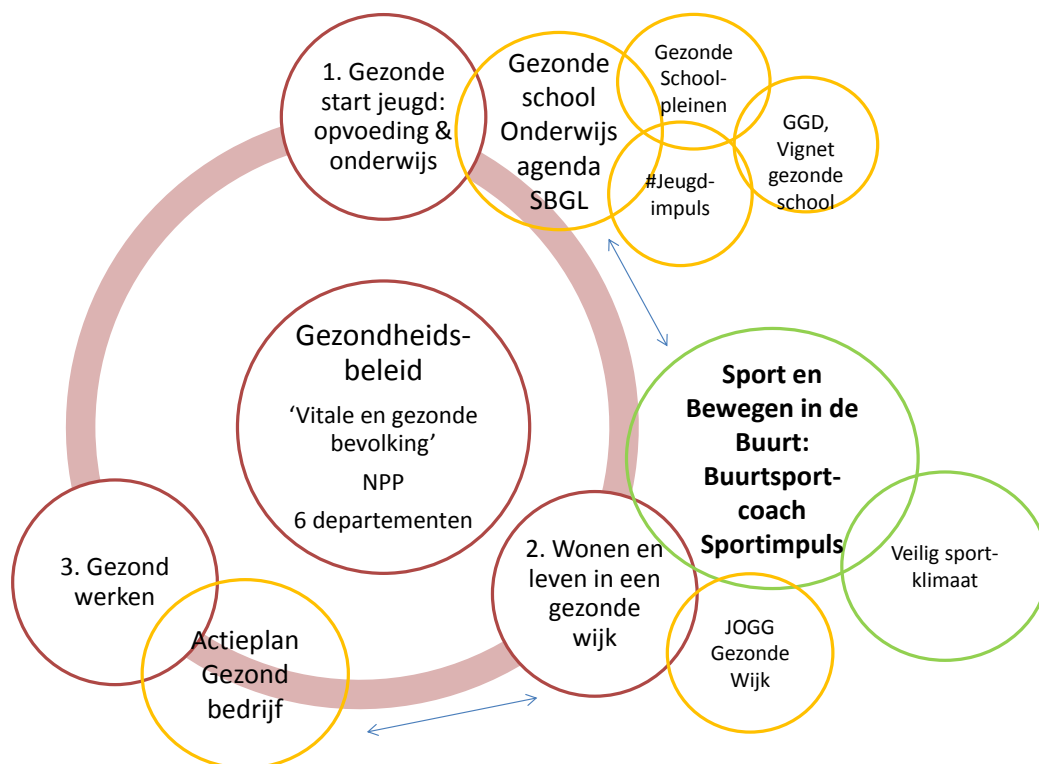 1. Gezonde
start jeugd:
opvoeding &
onderwijs
Gezonde
school
Onderwijs
agenda
SBGL
Gezonde
School-
pleinen
GGD,
Vignet
gezonde
school
#Jeugd-
impuls
Gezondheids-
beleid
‘Vitale en gezonde
bevolking’
NPP
6 departementen
Sport en
Bewegen in de
Buurt:
Buurtsport-
coach
Sportimpuls
Veilig sport-
klimaat
2. Wonen en
leven in een
gezonde
wijk
JOGG
Gezonde
Wijk
3. Gezond
werken
Actieplan
Gezond
bedrijf